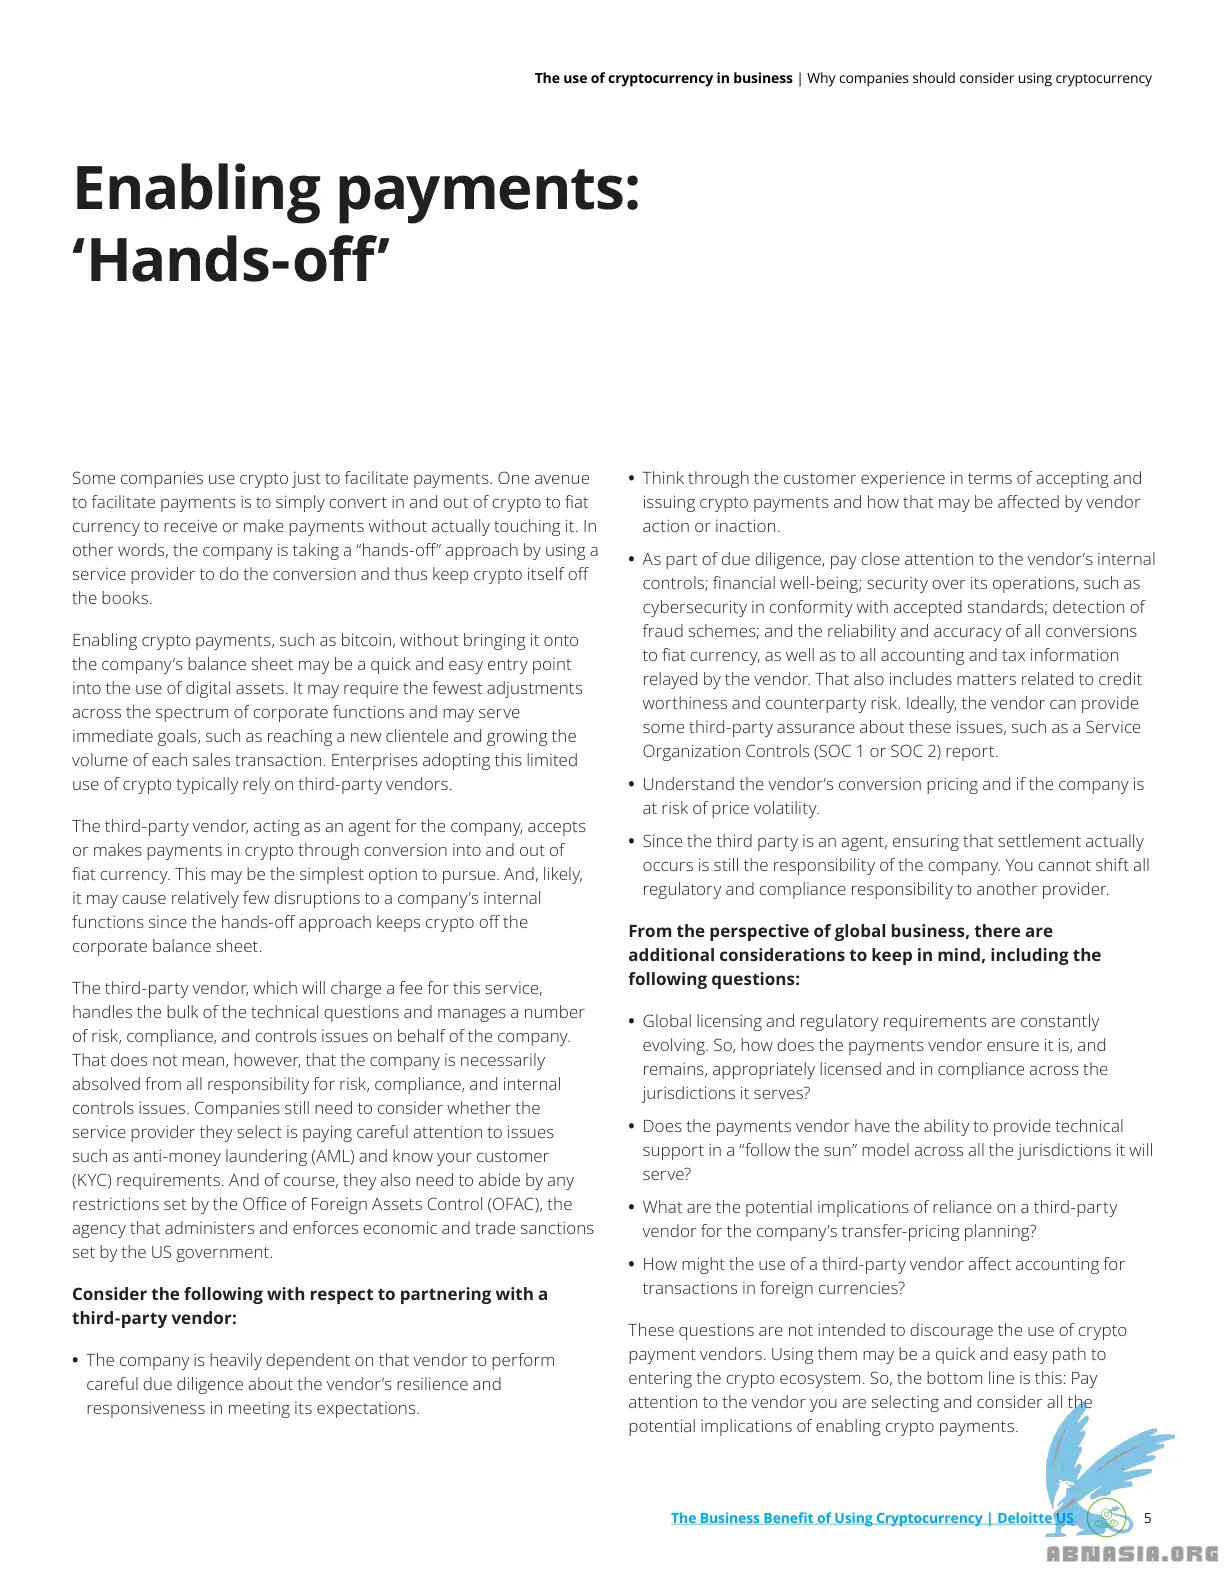 The use of cryptocurrency in business | Why companies should consider using cryptocurrency
Enabling payments:
‘Hands-off’
Some companies use crypto just to facilitate payments. One avenue
to facilitate payments is to simply convert in and out of crypto to fiat
currency to receive or make payments without actually touching it. In
other words, the company is taking a “hands-off” approach by using a
service provider to do the conversion and thus keep crypto itself off
the books.
Enabling crypto payments, such as bitcoin, without bringing it onto
the company’s balance sheet may be a quick and easy entry point
into the use of digital assets. It may require the fewest adjustments
across the spectrum of corporate functions and may serve
immediate goals, such as reaching a new clientele and growing the
volume of each sales transaction. Enterprises adopting this limited
use of crypto typically rely on third-party vendors.
The third-party vendor, acting as an agent for the company, accepts
or makes payments in crypto through conversion into and out of
fiat currency. This may be the simplest option to pursue. And, likely,
it may cause relatively few disruptions to a company’s internal
functions since the hands-off approach keeps crypto off the
corporate balance sheet.
The third-party vendor, which will charge a fee for this service,
handles the bulk of the technical questions and manages a number
of risk, compliance, and controls issues on behalf of the company.
That does not mean, however, that the company is necessarily
absolved from all responsibility for risk, compliance, and internal
controls issues. Companies still need to consider whether the
service provider they select is paying careful attention to issues
such as anti-money laundering (AML) and know your customer
(KYC) requirements. And of course, they also need to abide by any
restrictions set by the Office of Foreign Assets Control (OFAC), the
agency that administers and enforces economic and trade sanctions
set by the US government.
Consider the following with respect to partnering with a
third-party vendor:
• The company is heavily dependent on that vendor to perform
careful due diligence about the vendor’s resilience and
responsiveness in meeting its expectations.
• Think through the customer experience in terms of accepting and
issuing crypto payments and how that may be affected by vendor
action or inaction.
• As part of due diligence, pay close attention to the vendor’s internal
controls; financial well-being; security over its operations, such as
cybersecurity in conformity with accepted standards; detection of
fraud schemes; and the reliability and accuracy of all conversions
to fiat currency, as well as to all accounting and tax information
relayed by the vendor. That also includes matters related to credit
worthiness and counterparty risk. Ideally, the vendor can provide
some third-party assurance about these issues, such as a Service
Organization Controls (SOC 1 or SOC 2) report.
• Understand the vendor’s conversion pricing and if the company is
at risk of price volatility.
• Since the third party is an agent, ensuring that settlement actually
occurs is still the responsibility of the company. You cannot shift all
regulatory and compliance responsibility to another provider.
From the perspective of global business, there are
additional considerations to keep in mind, including the
following questions:
• Global licensing and regulatory requirements are constantly
evolving. So, how does the payments vendor ensure it is, and
remains, appropriately licensed and in compliance across the
jurisdictions it serves?
• Does the payments vendor have the ability to provide technical
support in a “follow the sun” model across all the jurisdictions it will
serve?
• What are the potential implications of reliance on a third-party
vendor for the company’s transfer-pricing planning?
• How might the use of a third-party vendor affect accounting for
transactions in foreign currencies?
These questions are not intended to discourage the use of crypto
payment vendors. Using them may be a quick and easy path to
entering the crypto ecosystem. So, the bottom line is this: Pay
attention to the vendor you are selecting and consider all the
potential implications of enabling crypto payments.
The Business Benefit of Using Cryptocurrency | Deloitte US
5
ABNASIA.ORG